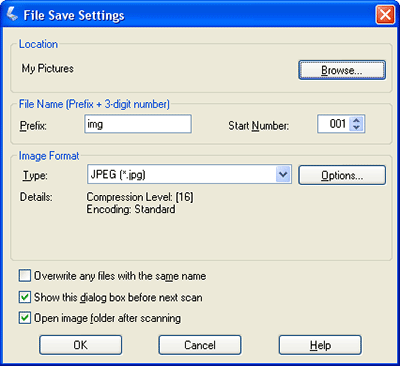 File Save Settings
Location
My Pictures
Browse...
File Name (Prefix + 3-digit number)
Prefix: img Start Number: 001
Image Format
Type: JPEG (*.jpg) Options...
Details: Compression Level: [16]
Encoding: Standard
Overwrite any files with the same name
Show this dialog box before next scan
Open image folder after scanning
OK Cancel Help